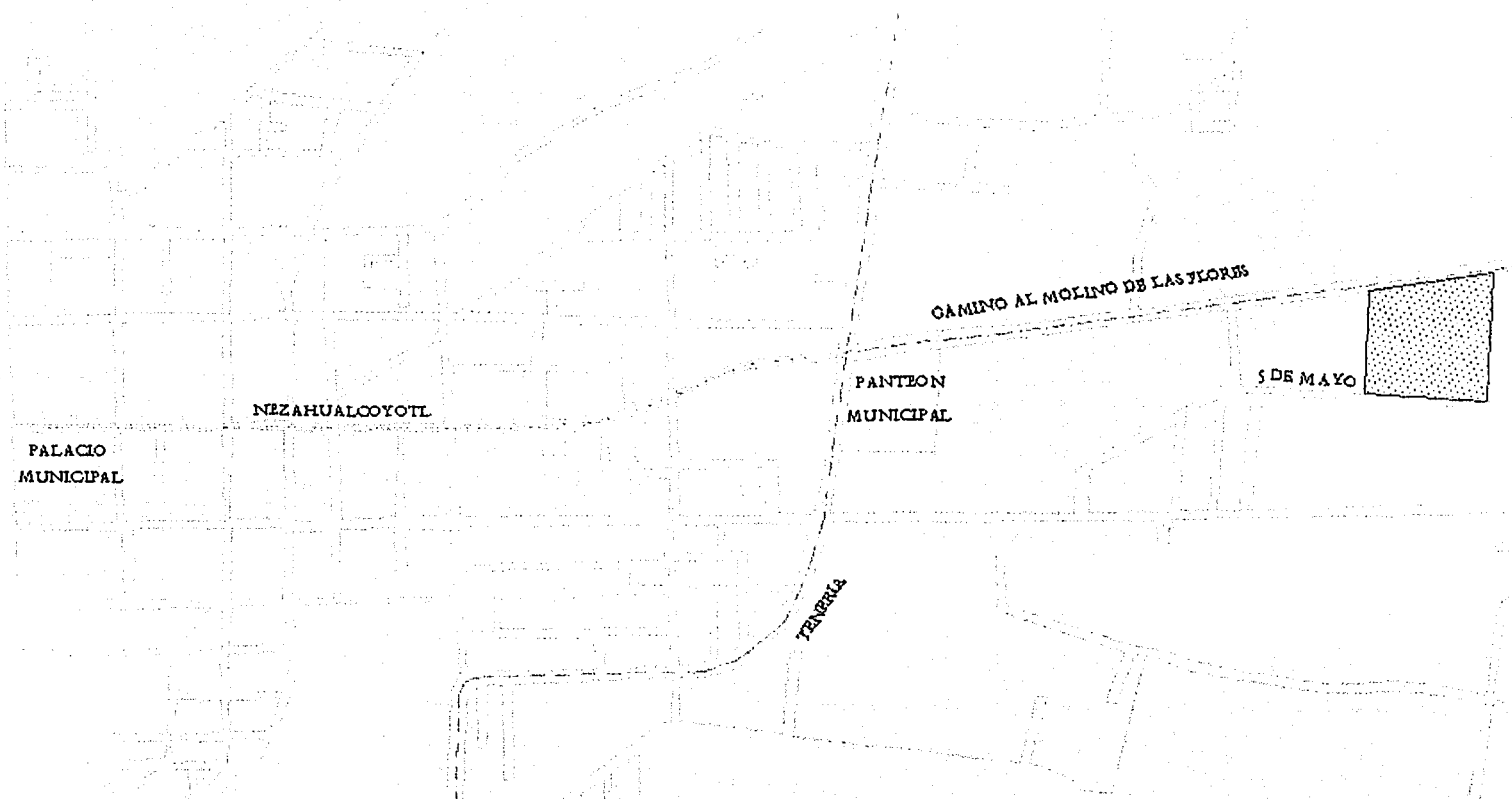 CAMINO AL MOLINO DE LAS FLORES
PANTEON
MUNICIPAL
5 DE MAYO
NEZAHUALCOYOTL
PALACIO
MUNICIPAL
TENERIA